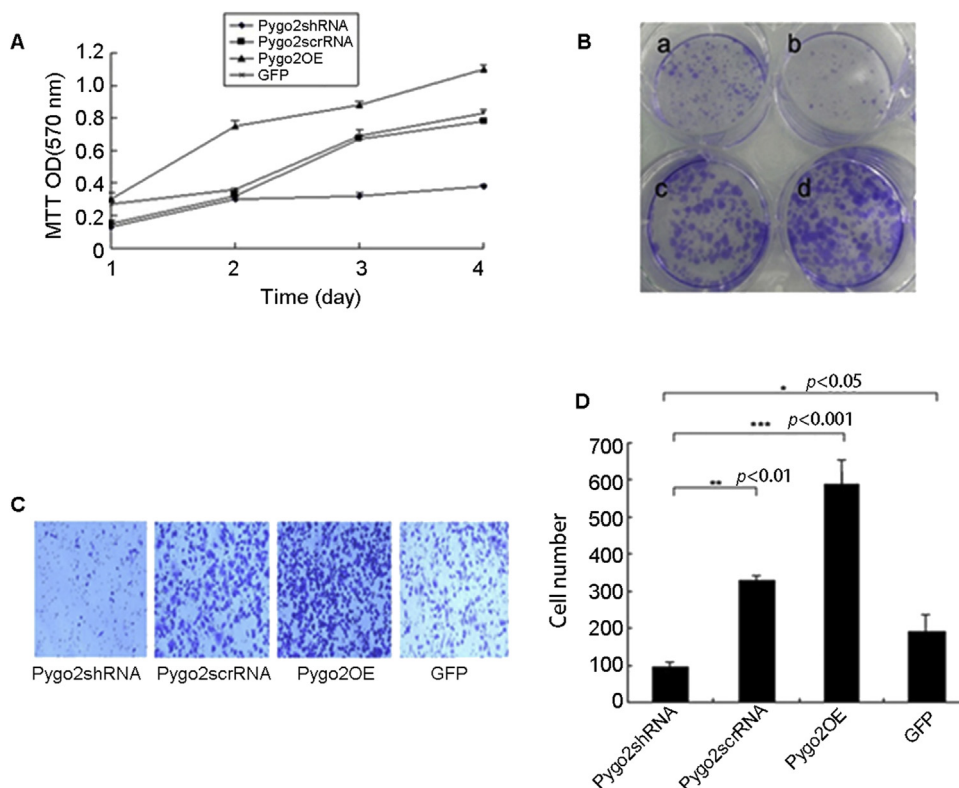 A
Pygo2shRNA
Pygo2scrRNA
Pygo2OE
GFP
1.2
1.0
0.8
0.6
0.4
0.2
0
MTT OD(570 nm)
1 2 3 4
Time (day)
B
a b
c d
C
Pygo2shRNA Pygo2scrRNA Pygo2OE GFP
D
* p<0.05
*** p<0.001
** p<0.01
700
600
500
400
300
200
100
0
Cell number
Pygo2shRNA
Pygo2scrRNA
Pygo2OE
GFP